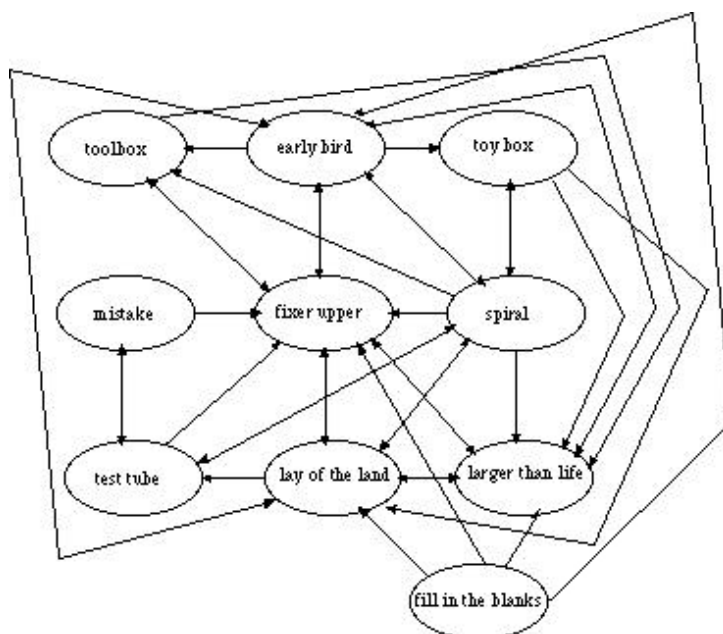 toolbox
early bird
toy box
mistake
fixer upper
spiral
test tube
lay of the land
larger than life
fill in the blanks